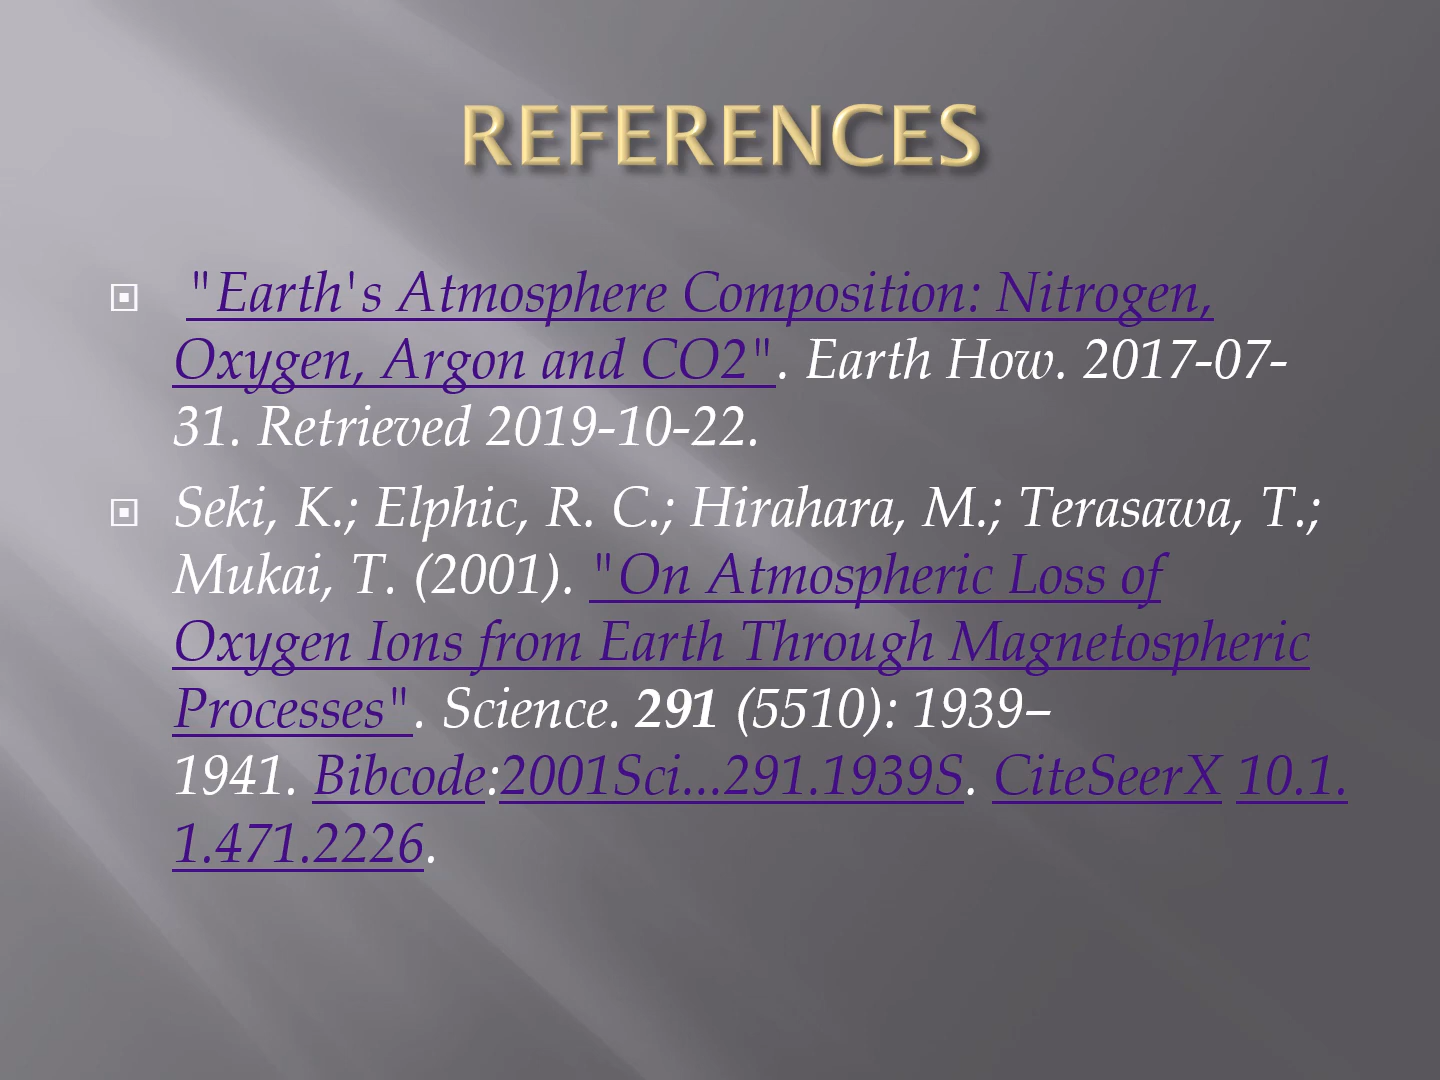 REFERENCES
"Earth's Atmosphere Composition: Nitrogen,
Oxygen, Argon and CO2". Earth How. 2017-07-
31. Retrieved 2019-10-22.
Seki, K.; Elphic, R. C.; Hirahara, M.; Terasawa, T.;
Mukai, T. (2001). "On Atmospheric Loss of
Oxygen Ions from Earth Through Magnetospheric
Processes". Science. 291 (5510): 1939–
1941. Bibcode:2001Sci...291.1939S. CiteSeerX 10.1.
1.471.2226.